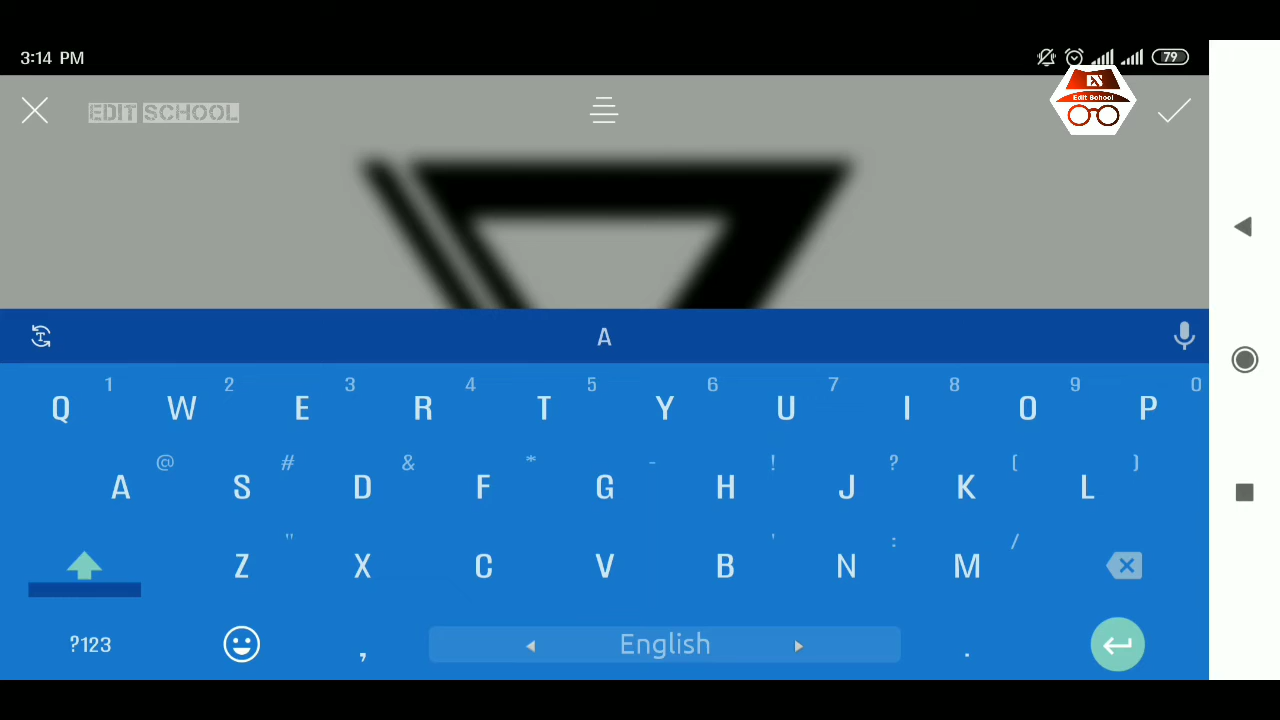 3:14 PM
79
ES
Edit School
EDIT SCHOOL
A
1 2 3 4 5 6 7 8 9 0
Q W E R T Y U I O P
@ # & * - ! ? ( )
A S D F G H J K L
" ' : /
Z X C V B N M
?123 , English .